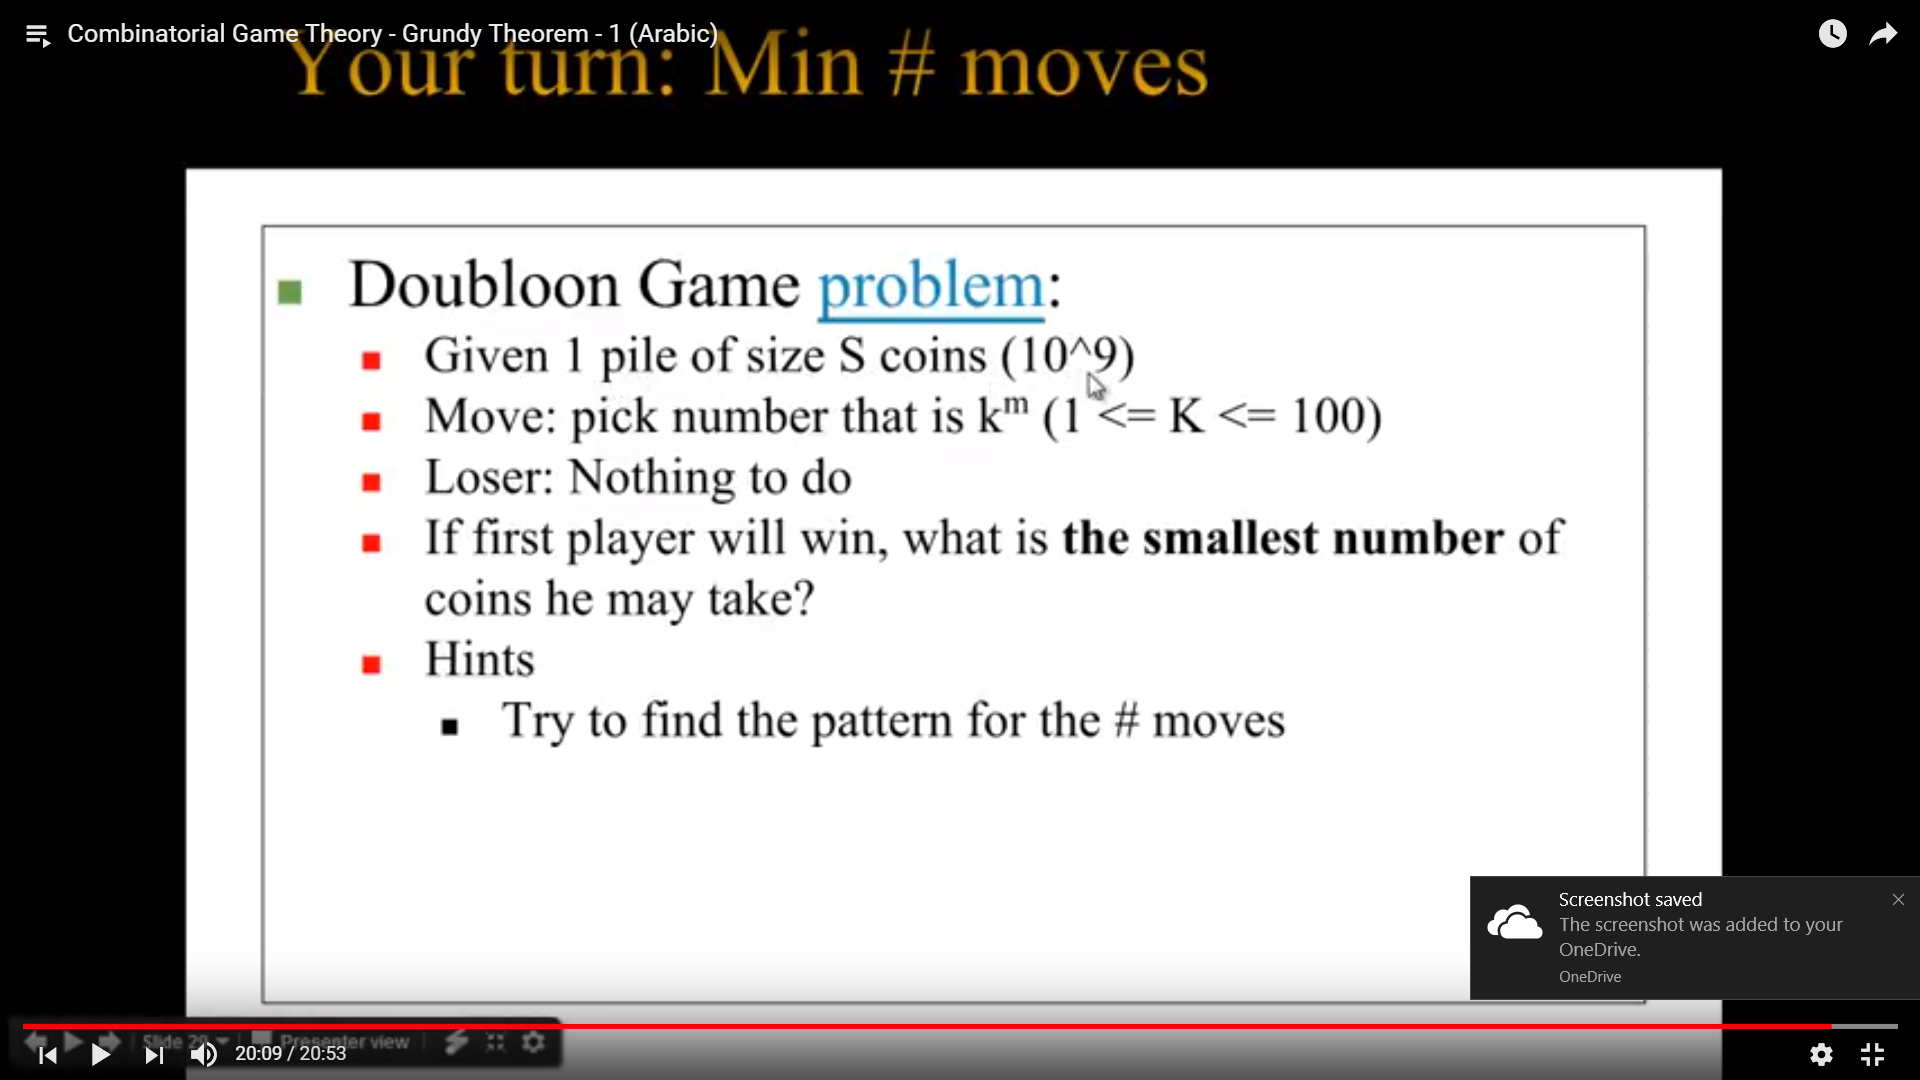 Combinatorial Game Theory - Grundy Theorem - 1 (Arabic)
Your turn: Min # moves
Doubloon Game problem:
Given 1 pile of size S coins (10^9)
Move: pick number that is kᵐ (1 <= K <= 100)
Loser: Nothing to do
If first player will win, what is the smallest number of
coins he may take?
Hints
Try to find the pattern for the # moves
Screenshot saved
The screenshot was added to your
OneDrive.
OneDrive
Slide 29 Presenter view
20:09 / 20:53